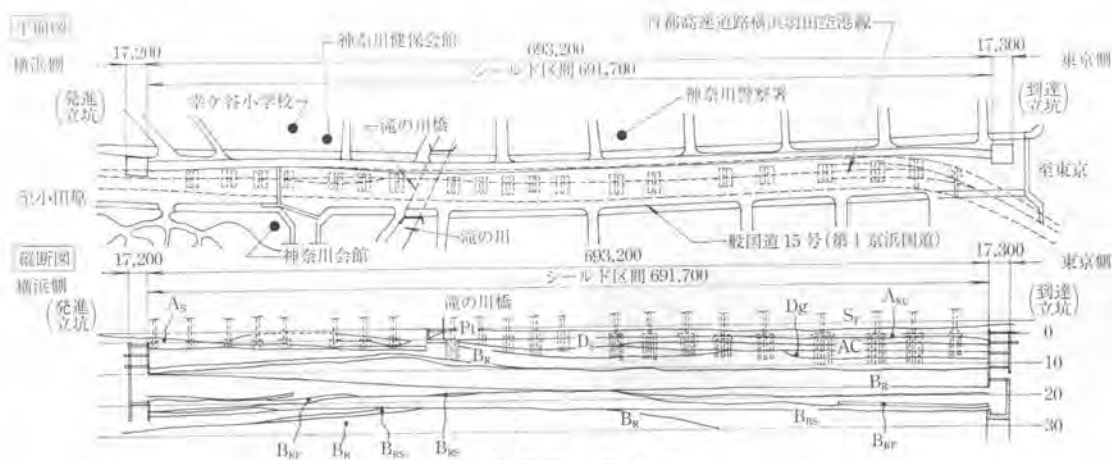 平面図
17,200
神奈川健保会館
693,200
首都高速道路横浜羽田空港線
17,300
横浜側
シールド区間 691,700
東京側
(発進立坑)
幸ケ谷小学校→
←滝の川橋
神奈川警察署
(到達立坑)
至東京
至小田原
滝の川
神奈川会館
一般国道15号(第1京浜国道)
縦断図
17,200
693,200
17,300
横浜側
シールド区間 691,700
東京側
(発進立坑)
As
滝の川橋
Dg
(到達立坑)
Pt
AC
0
BR
10
BR
20
BRS
BR
30
BR
BRS
BRS